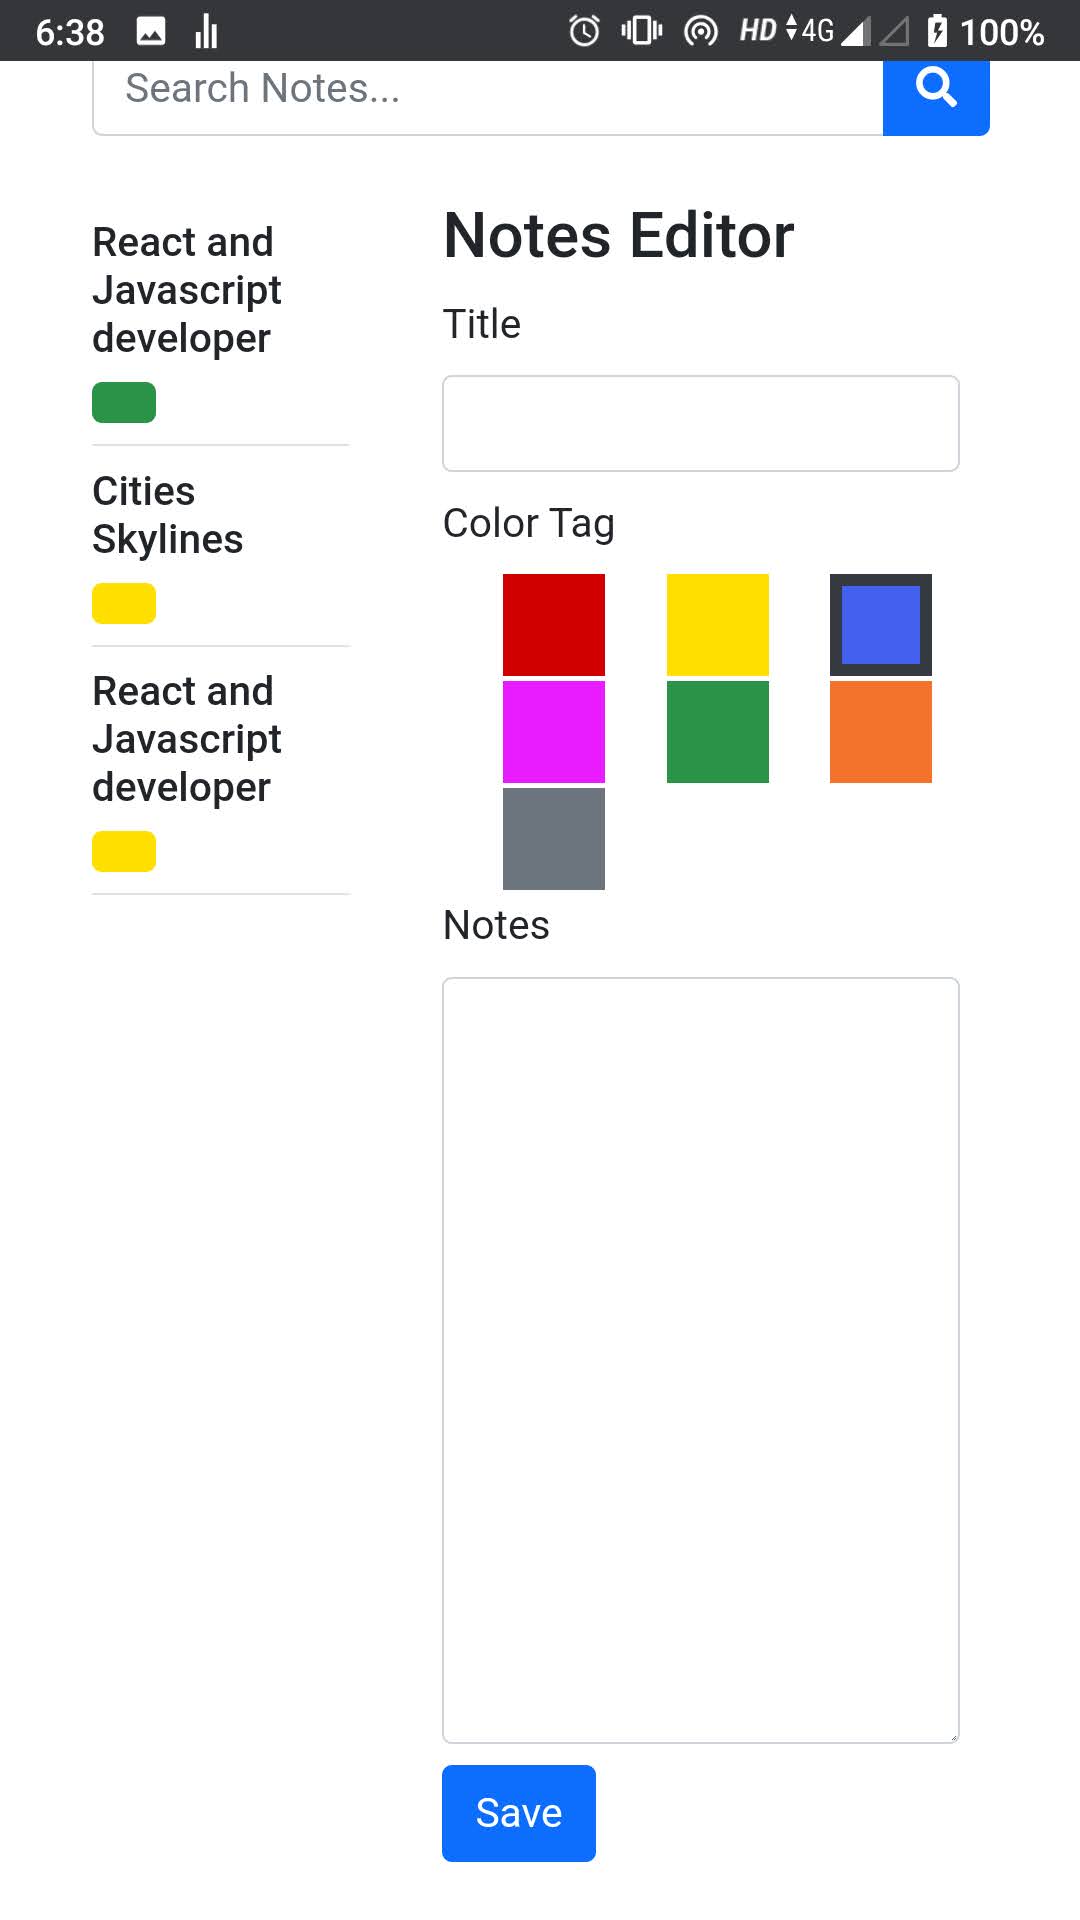 6:38 HD 4G 100%
Search Notes...
React and
Javascript
developer
Cities
Skylines
React and
Javascript
developer
Notes Editor
Title
Color Tag
Notes
Save